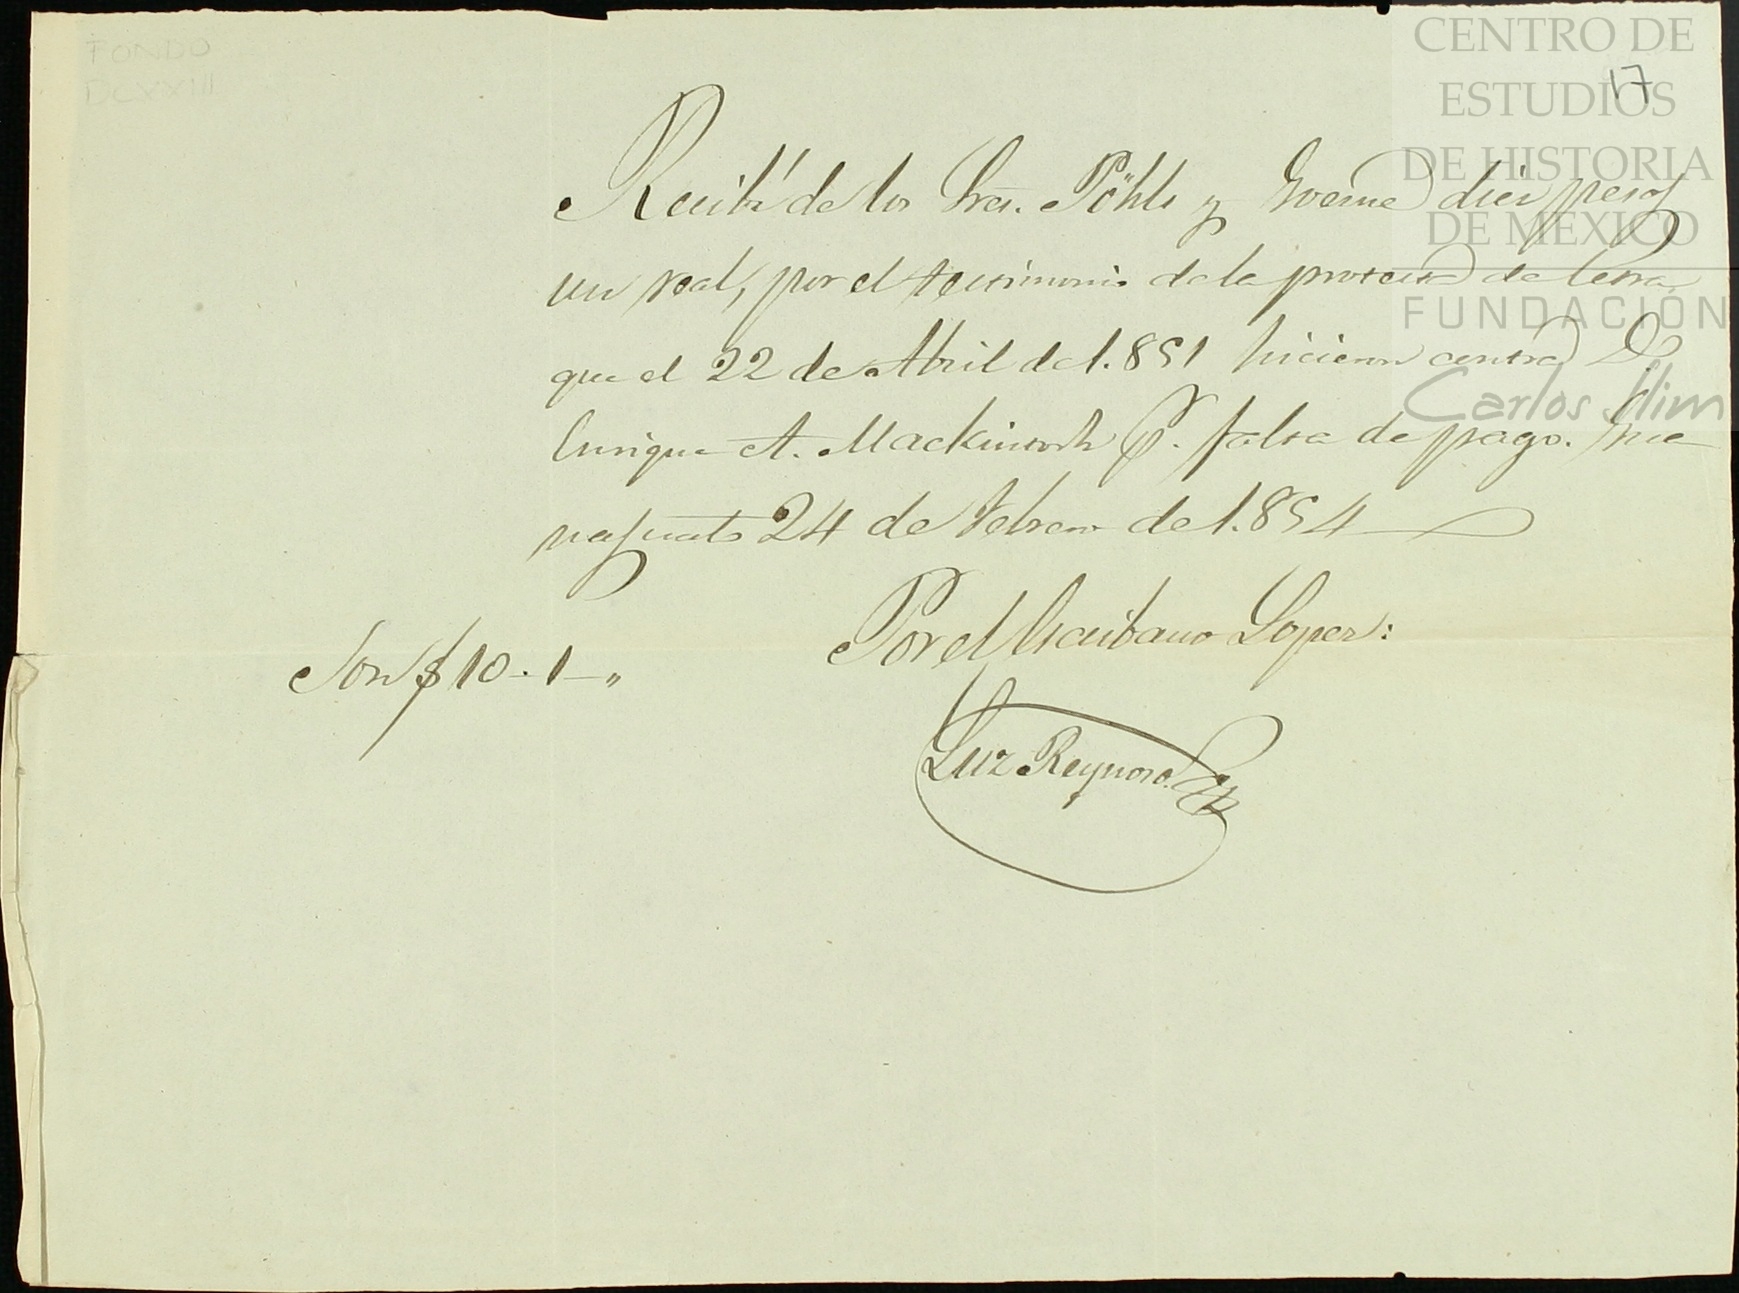 FONDO
DCXXIII
17
CENTRO DE
ESTUDIOS
DE HISTORIA
DE MÉXICO
FUNDACIÓN
Carlos Slim
Recibí de los Sres. Pöhls y Goerne diez pesos
un real, por el testimonio de la protesta de letra,
que el 22 de Abril de 1.851 hicieron contra D.
Enrique A. Mackintosh p. falta de pago. Gua
najuato 24 de Febrero de 1.854
Por el Escribano Lopez:
Son $ 10-.1-„
Luz Reynoso